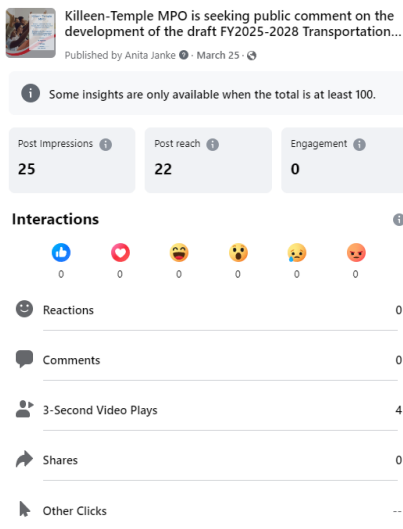 Killeen-Temple MPO is seeking public comment on the
development of the draft FY2025-2028 Transportation...
Published by Anita Janke · March 25 ·
Some insights are only available when the total is at least 100.
Post Impressions
Post reach
Engagement
25
22
0
Interactions
0
0
0
0
0
0
Reactions
0
Comments
0
3-Second Video Plays
4
Shares
0
Other Clicks
--